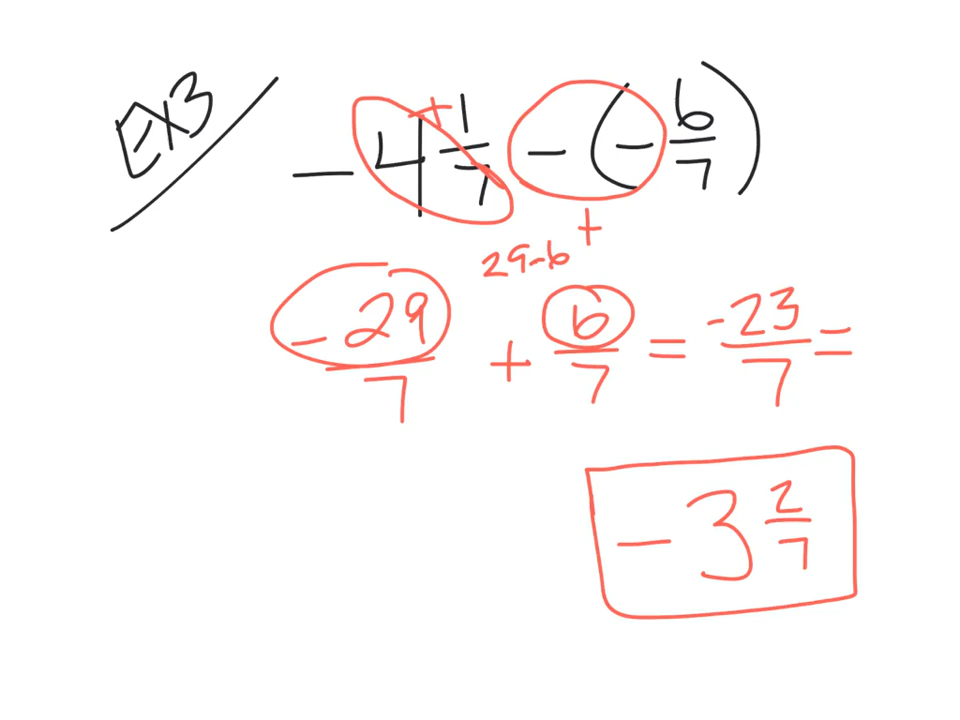 EX3
- 4 1/7 - (- 6/7)
+
+
29-6
-29/7 + 6/7 = -23/7 =
- 3 2/7